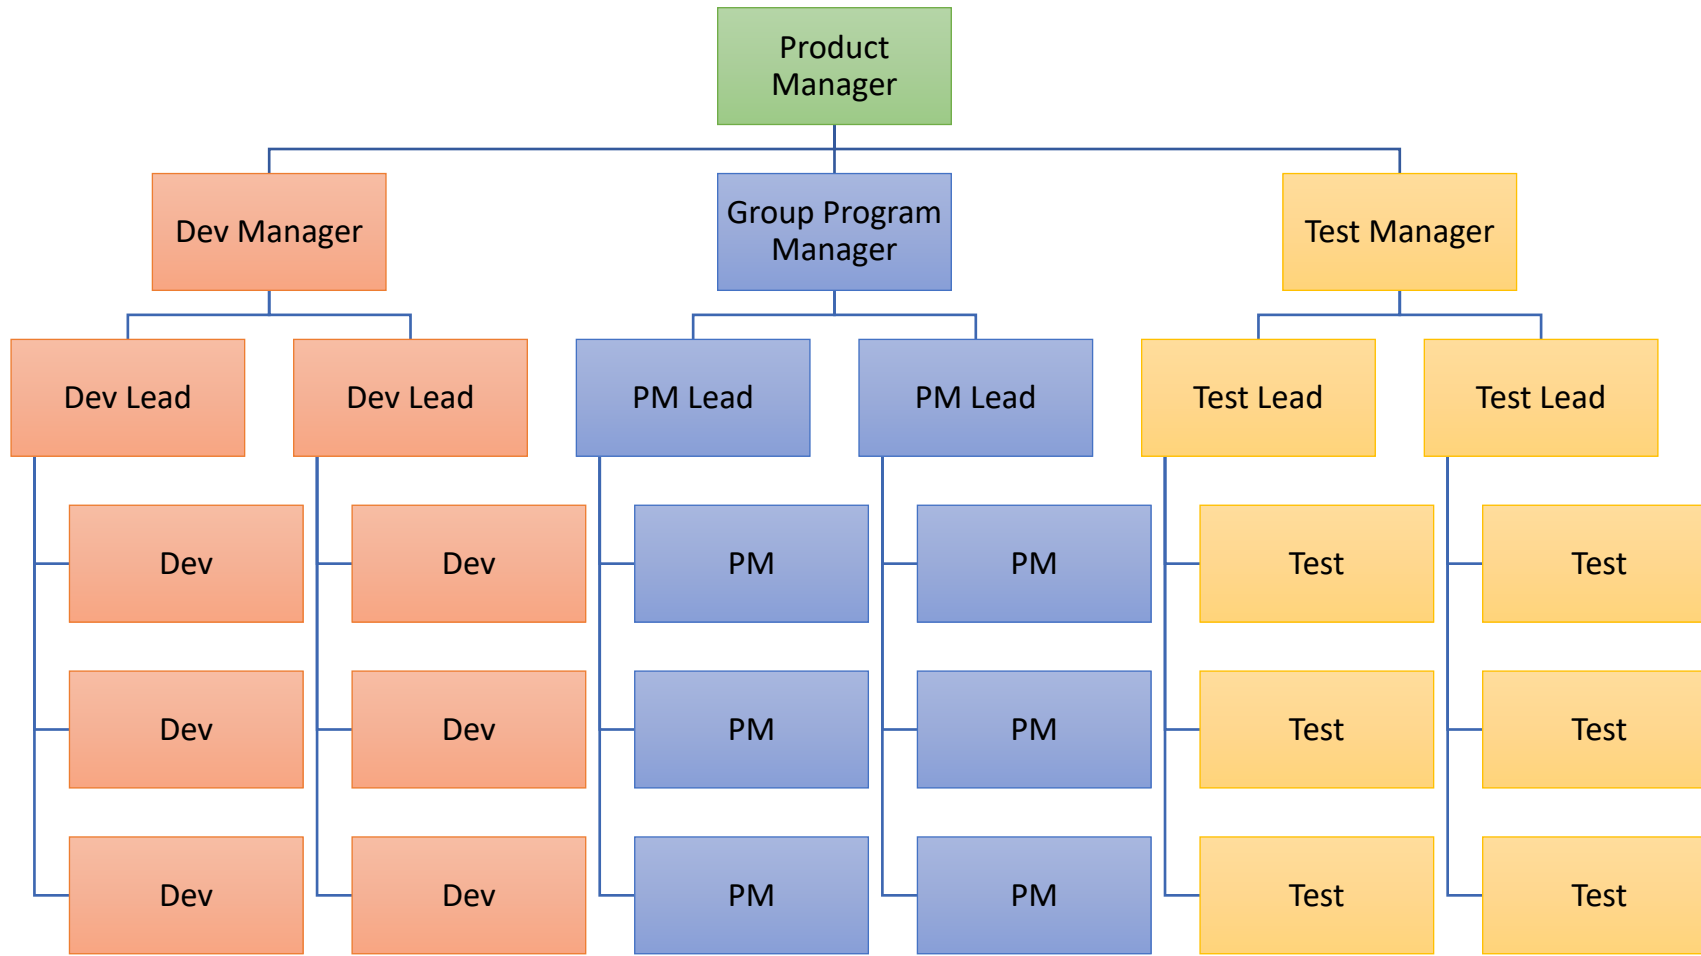 Product
Manager
Dev Manager
Group Program
Manager
Test Manager
Dev Lead
Dev Lead
PM Lead
PM Lead
Test Lead
Test Lead
Dev
Dev
PM
PM
Test
Test
Dev
Dev
PM
PM
Test
Test
Dev
Dev
PM
PM
Test
Test